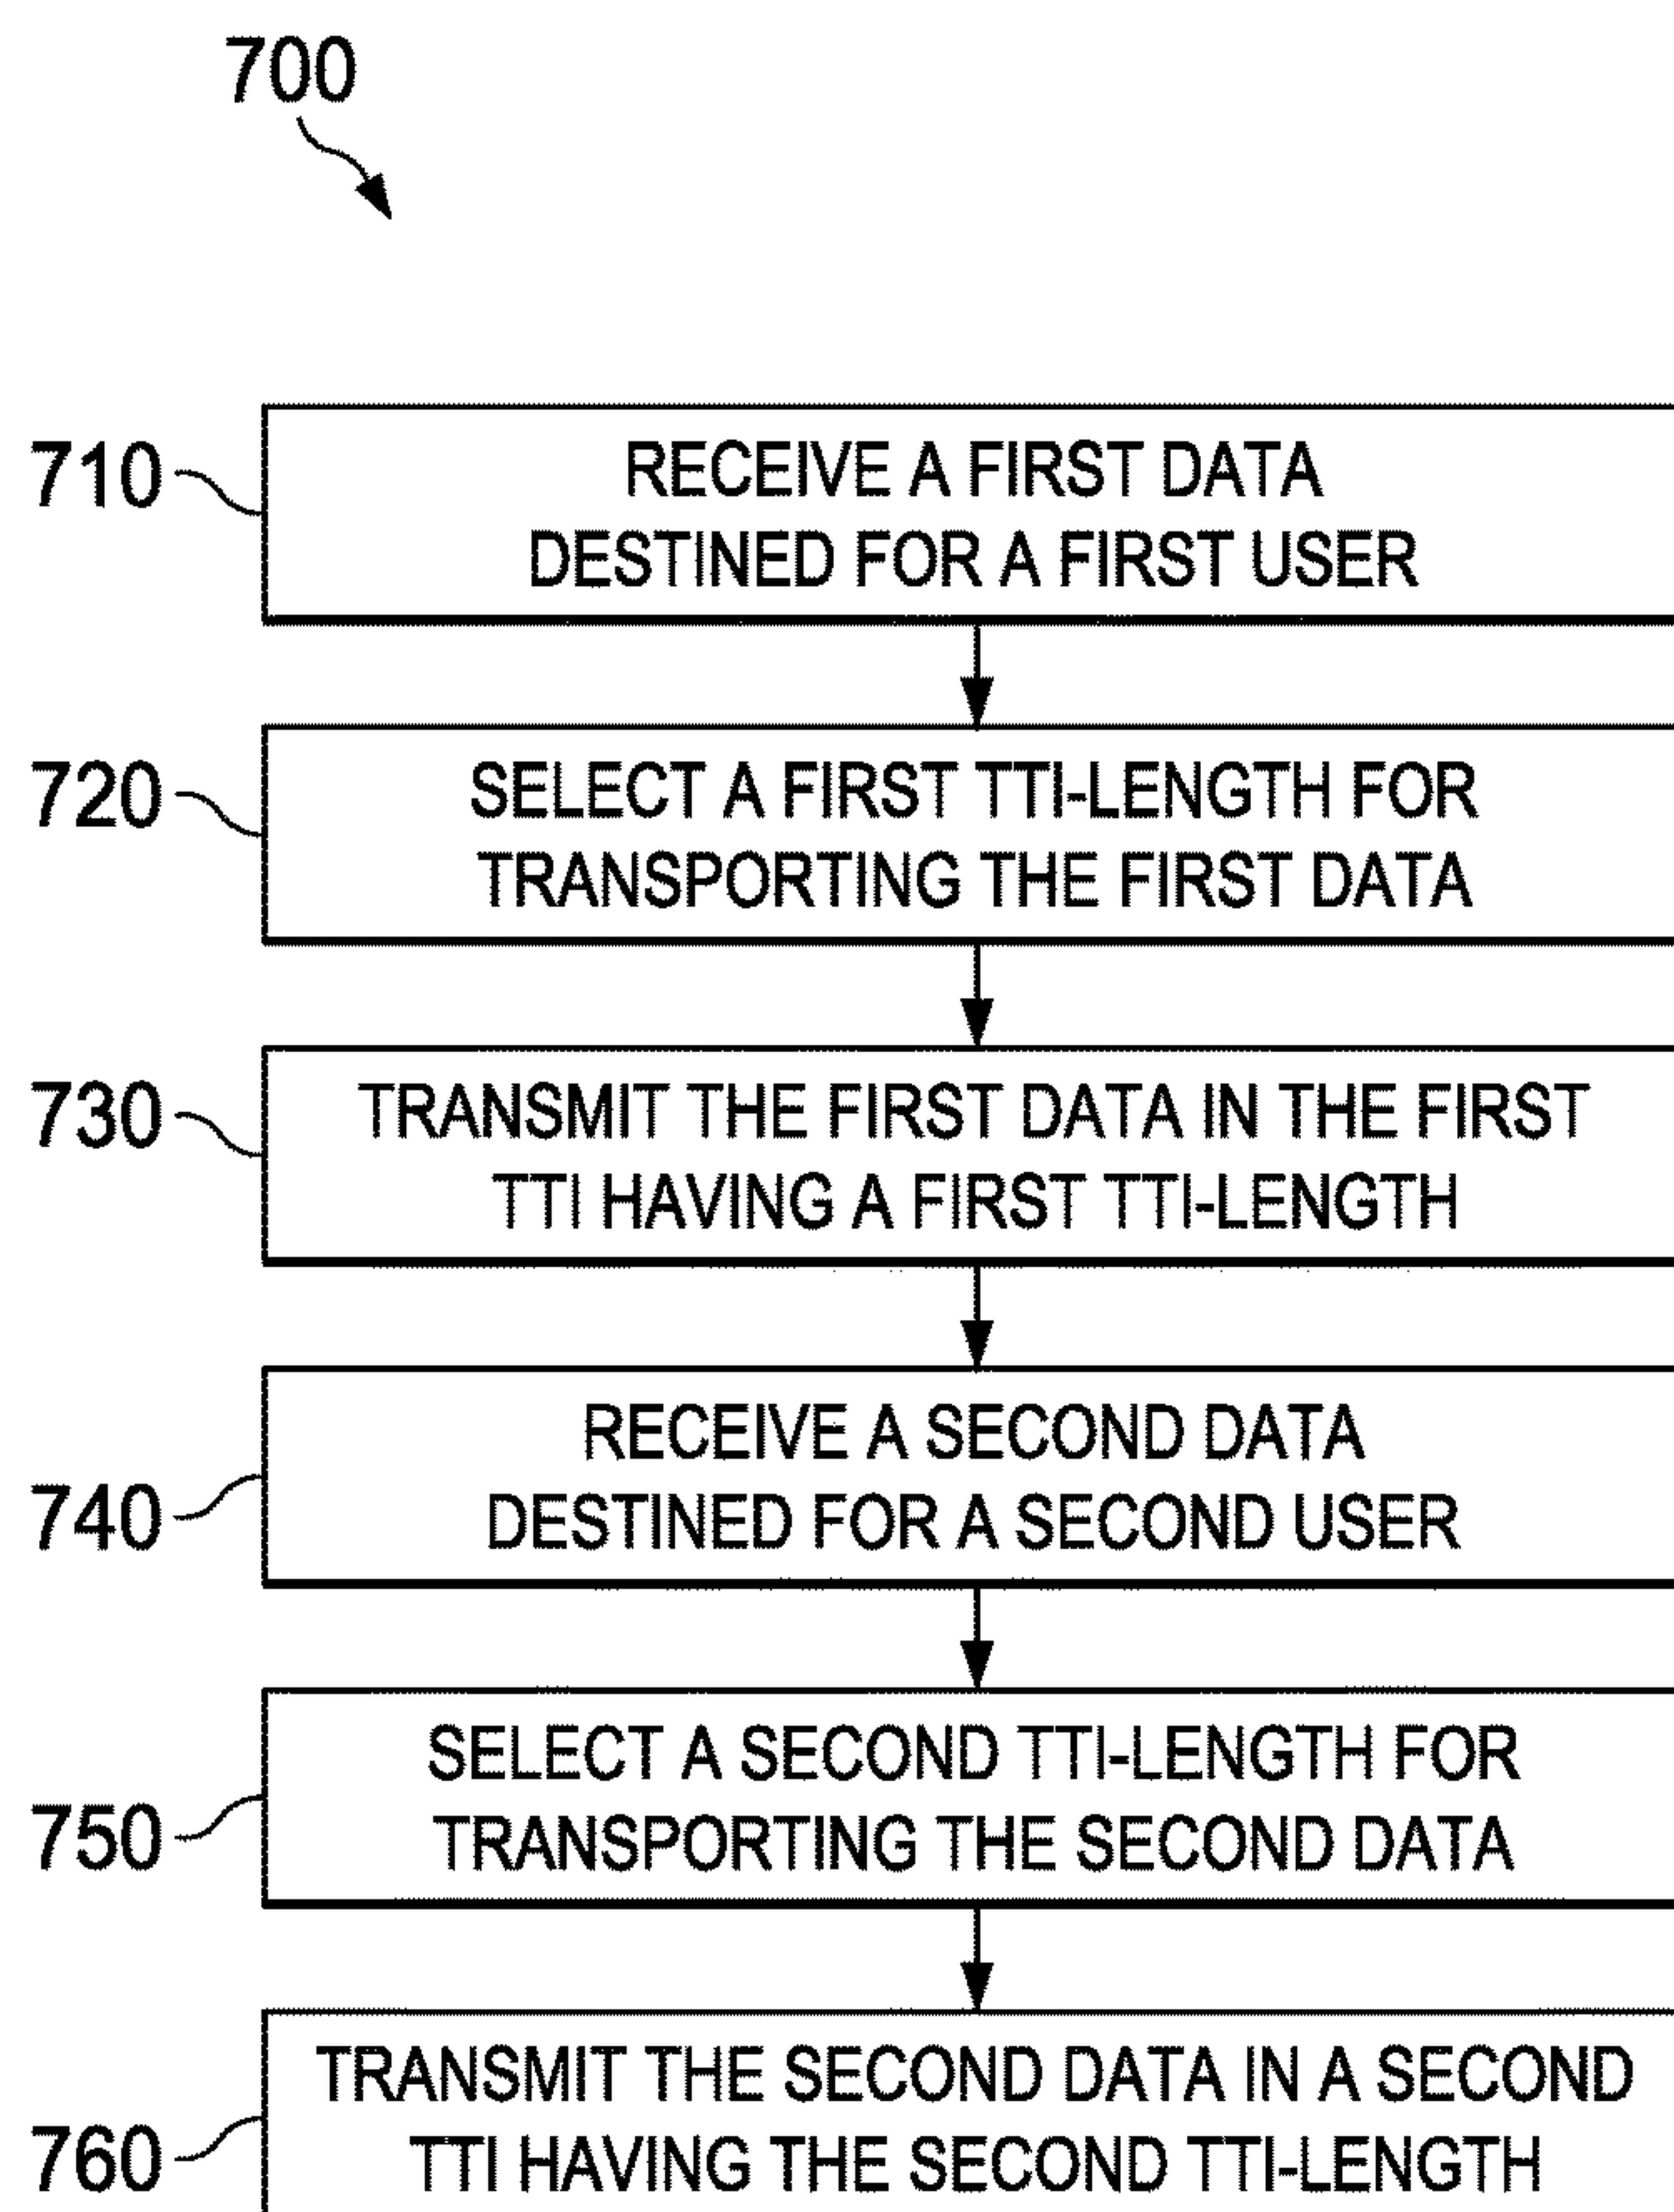 700
710
RECEIVE A FIRST DATA
DESTINED FOR A FIRST USER
720
SELECT A FIRST TTI-LENGTH FOR
TRANSPORTING THE FIRST DATA
730
TRANSMIT THE FIRST DATA IN THE FIRST
TTI HAVING A FIRST TTI-LENGTH
740
RECEIVE A SECOND DATA
DESTINED FOR A SECOND USER
750
SELECT A SECOND TTI-LENGTH FOR
TRANSPORTING THE SECOND DATA
760
TRANSMIT THE SECOND DATA IN A SECOND
TTI HAVING THE SECOND TTI-LENGTH